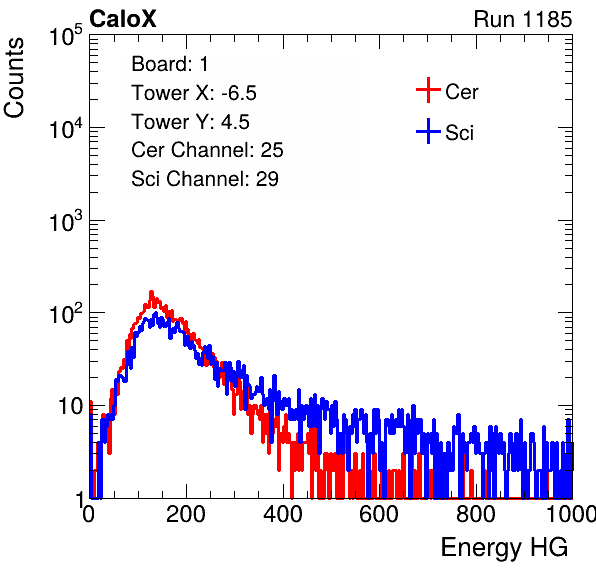 CaloX Run 1185
Counts
10^5
10^4
10^3
10^2
10
1
Board: 1
Tower X: -6.5
Tower Y: 4.5
Cer Channel: 25
Sci Channel: 29
Cer
Sci
0 200 400 600 800 1000
Energy HG